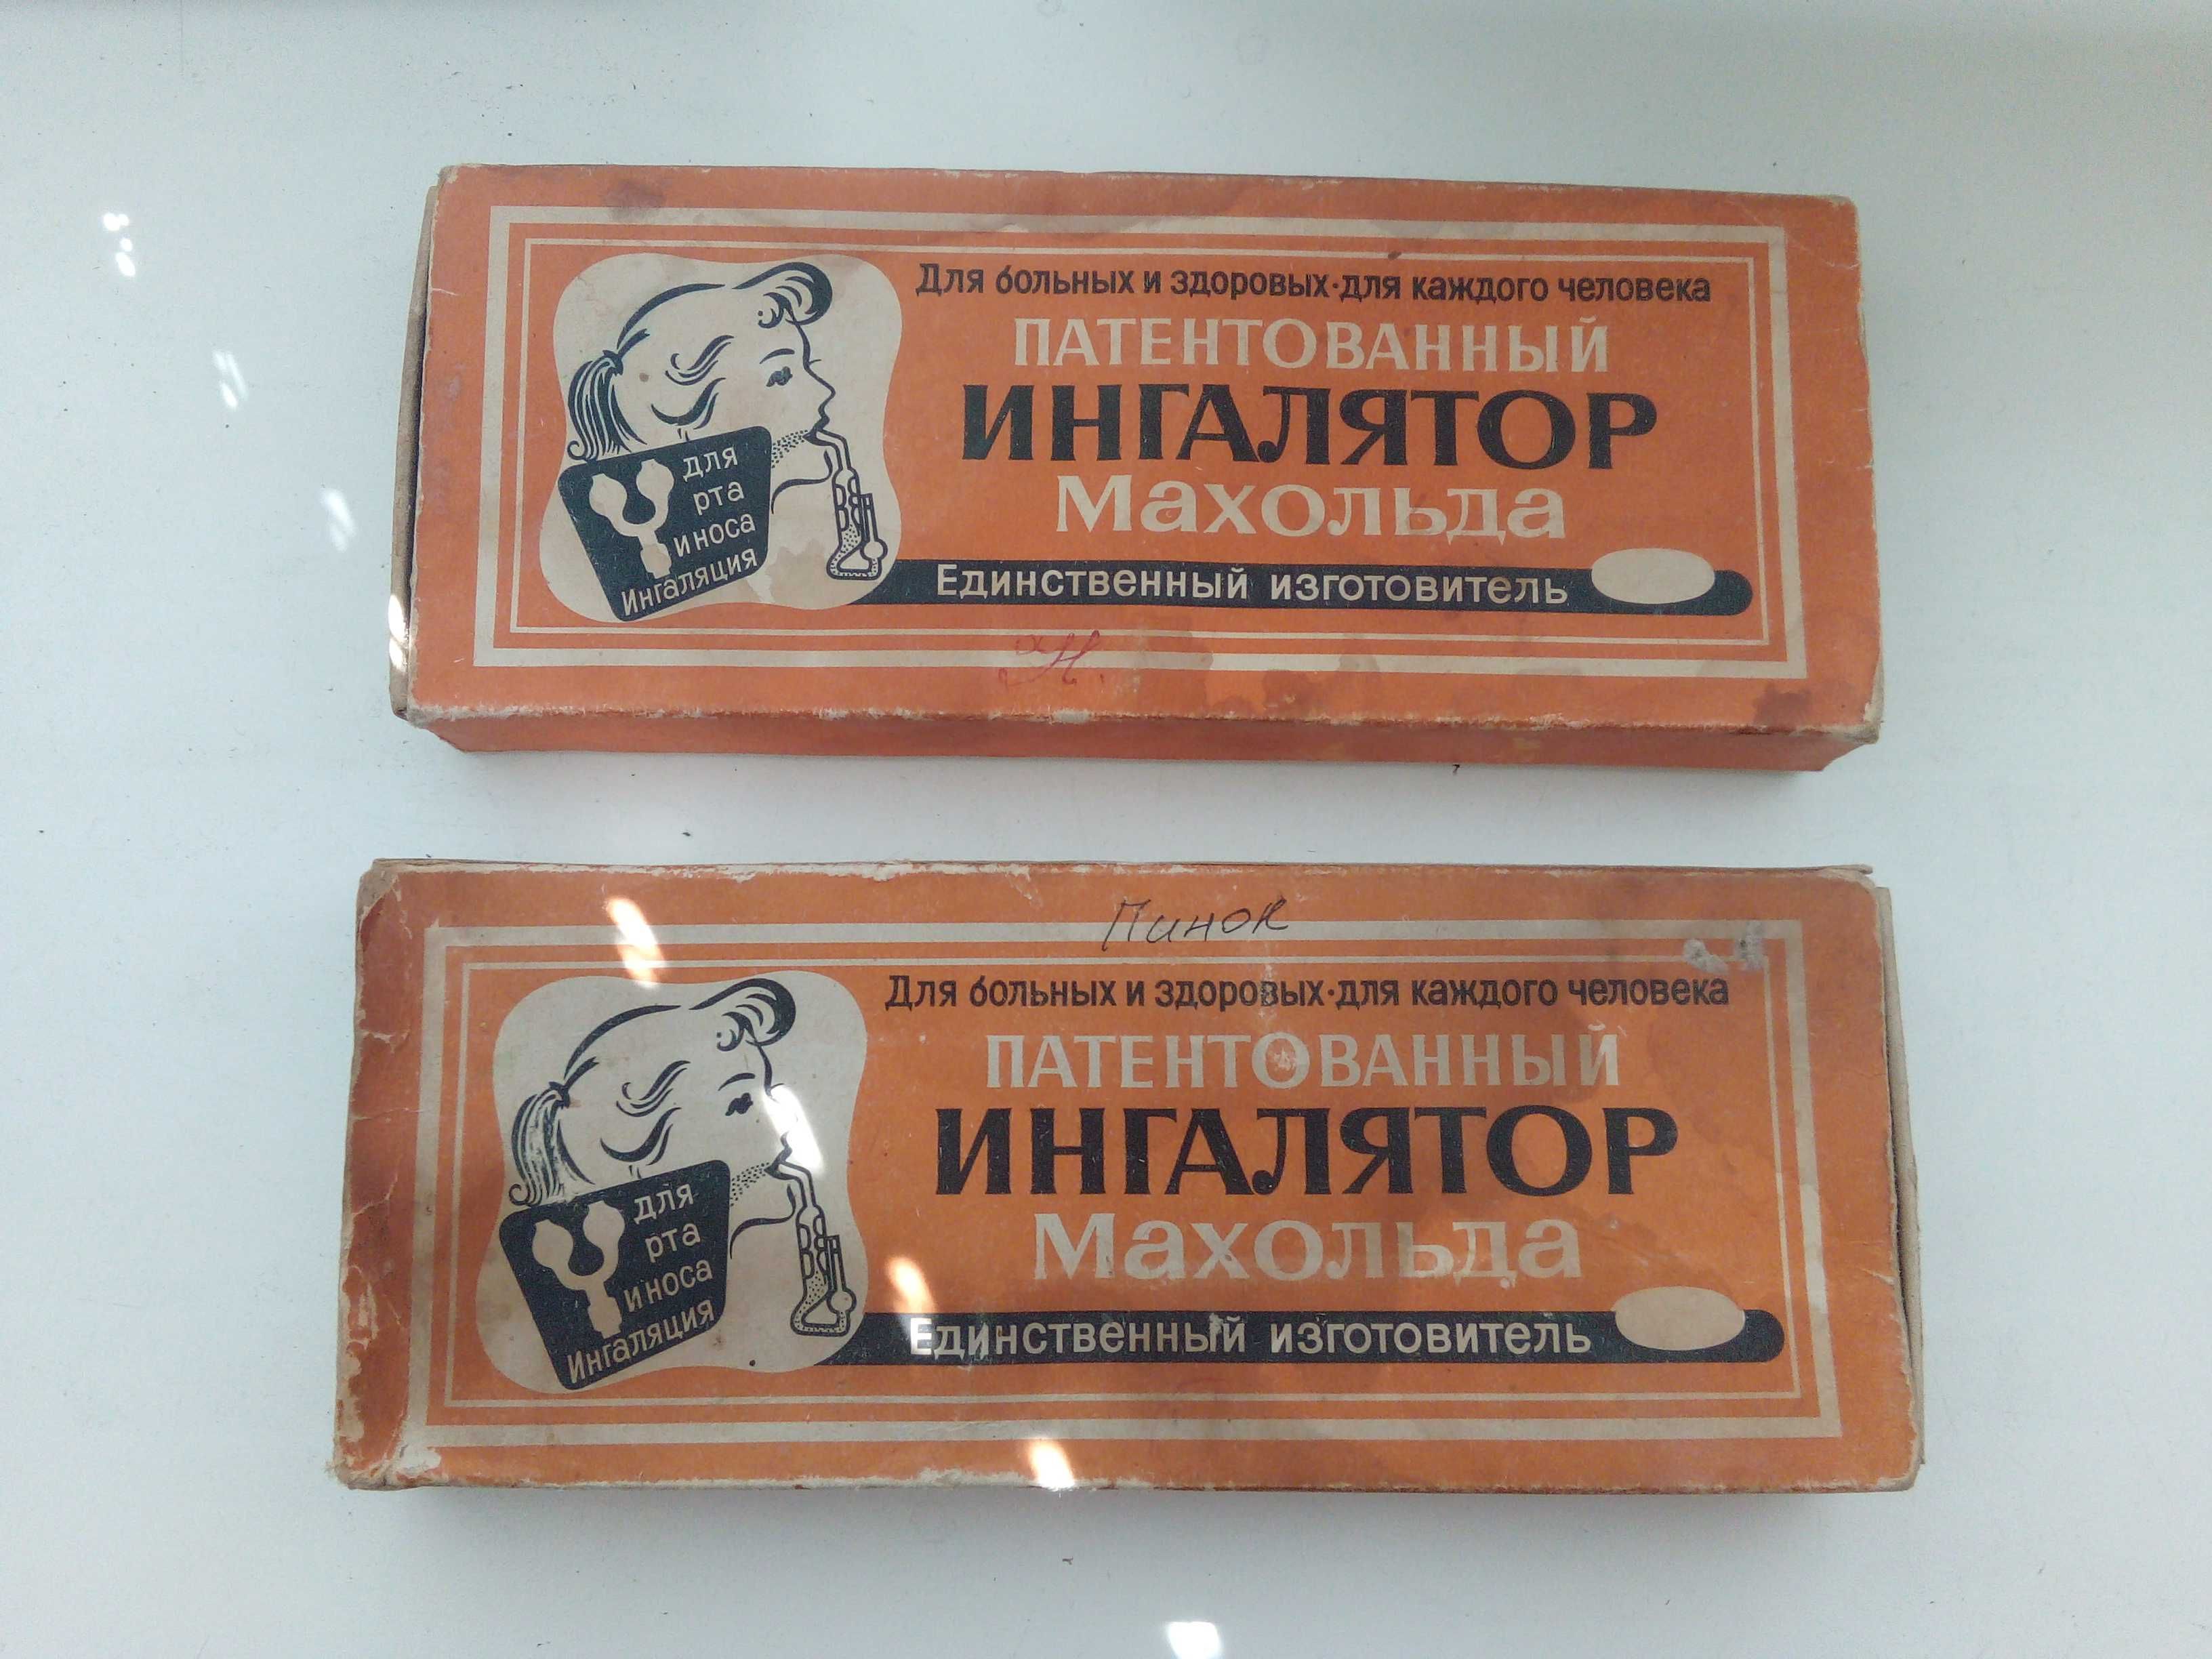 Для больных и здоровых·для каждого человека
ПАТЕНТОВАННЫЙ
ИНГАЛЯТОР
Махольда
Единственный изготовитель
для
рта
и носа
Ингаляция
Пинок
Для больных и здоровых·для каждого человека
ПАТЕНТОВАННЫЙ
ИНГАЛЯТОР
Махольда
Единственный изготовитель
для
рта
и носа
Ингаляция